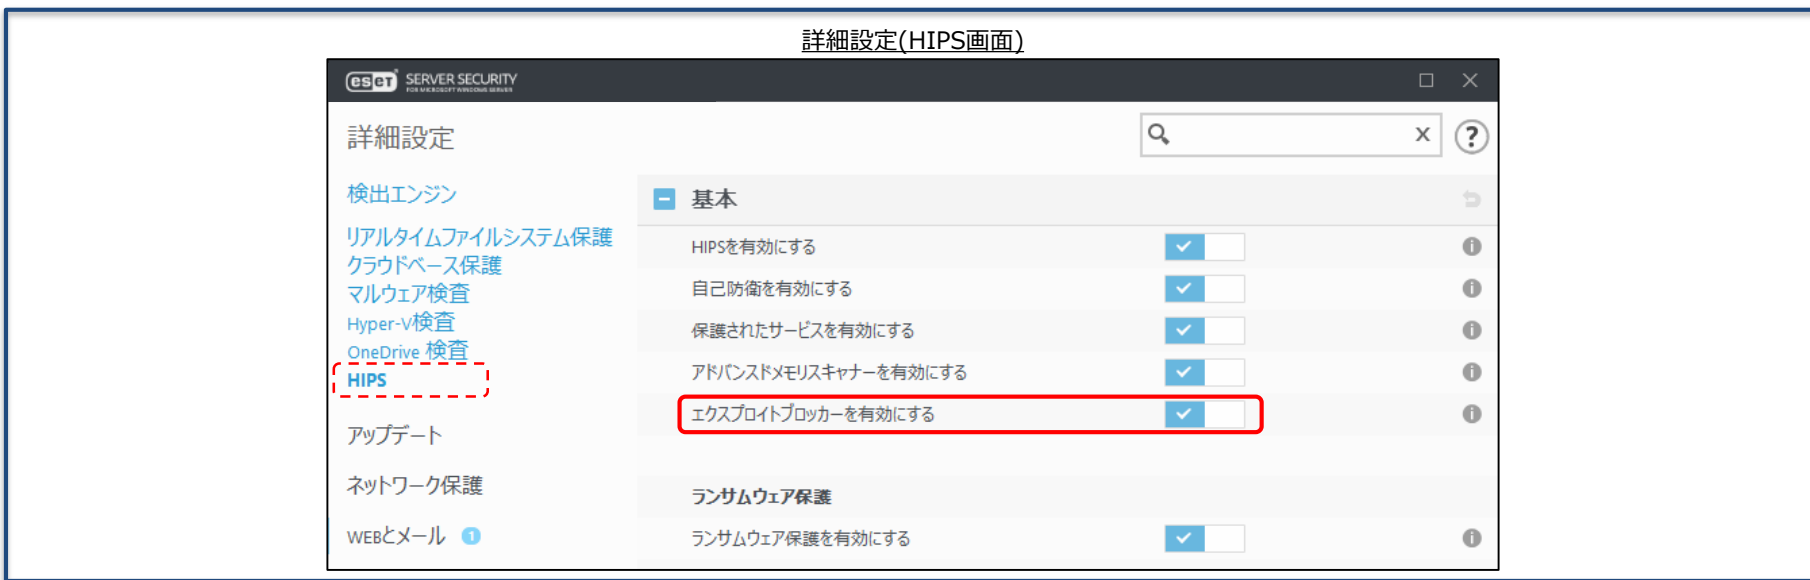 詳細設定(HIPS画面)
eset SERVER SECURITY
FOR MICROSOFT WINDOWS SERVER
詳細設定
x
?
検出エンジン
リアルタイムファイルシステム保護
クラウドベース保護
マルウェア検査
Hyper-V検査
OneDrive 検査
HIPS
アップデート
ネットワーク保護
WEBとメール 1
基本
HIPSを有効にする
自己防衛を有効にする
保護されたサービスを有効にする
アドバンスドメモリスキャナーを有効にする
エクスプロイトブロッカーを有効にする
ランサムウェア保護
ランサムウェア保護を有効にする